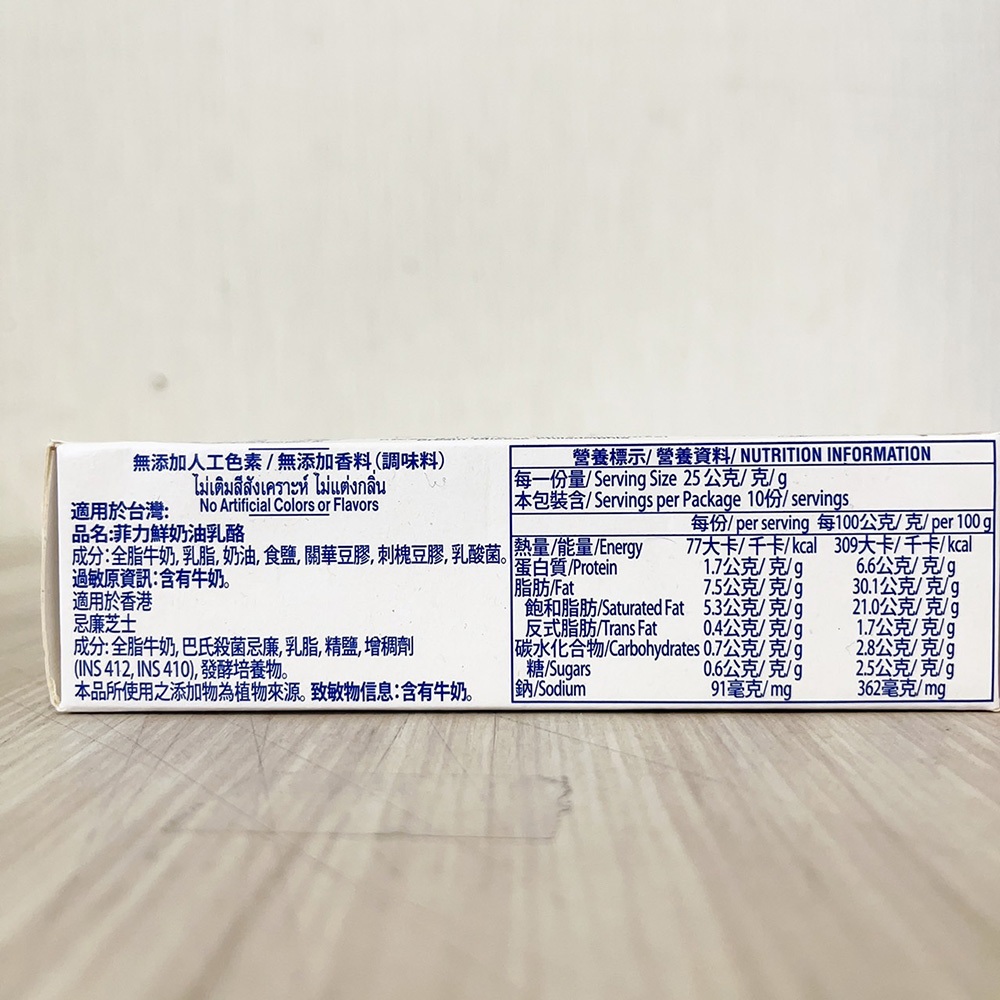 無添加人工色素 / 無添加香料 (調味料)
ไม่เติมสีสังเคราะห์ ไม่แต่งกลิ่น
No Artificial Colors or Flavors
適用於台灣:
品名:菲力鮮奶油乳酪
成分: 全脂牛奶, 乳脂, 奶油, 食鹽, 關華豆膠, 刺槐豆膠, 乳酸菌。
過敏原資訊: 含有牛奶。
適用於香港
忌廉芝士
成分: 全脂牛奶, 巴氏殺菌忌廉, 乳脂, 精鹽, 增稠劑
(INS 412, INS 410), 發酵培養物。
本品所使用之添加物為植物來源。 致敏物信息: 含有牛奶。
營養標示/ 營養資料/ NUTRITION INFORMATION
每一份量/ Serving Size 25 公克/ 克/ g
本包裝含/ Servings per Package 10份/ servings
每份/ per serving 每100公克/ 克/ per 100 g
熱量/能量/Energy 77大卡/ 千卡/ kcal 309大卡/ 千卡/ kcal
蛋白質/Protein 1.7公克/ 克/ g 6.6公克/ 克/ g
脂肪/Fat 7.5公克/ 克/ g 30.1公克/ 克/ g
飽和脂肪/Saturated Fat 5.3公克/ 克/ g 21.0公克/ 克/ g
反式脂肪/Trans Fat 0.4公克/ 克/ g 1.7公克/ 克/ g
碳水化合物/Carbohydrates 0.7公克/ 克/ g 2.8公克/ 克/ g
糖/Sugars 0.6公克/ 克/ g 2.5公克/ 克/ g
鈉/Sodium 91毫克/ mg 362毫克/ mg